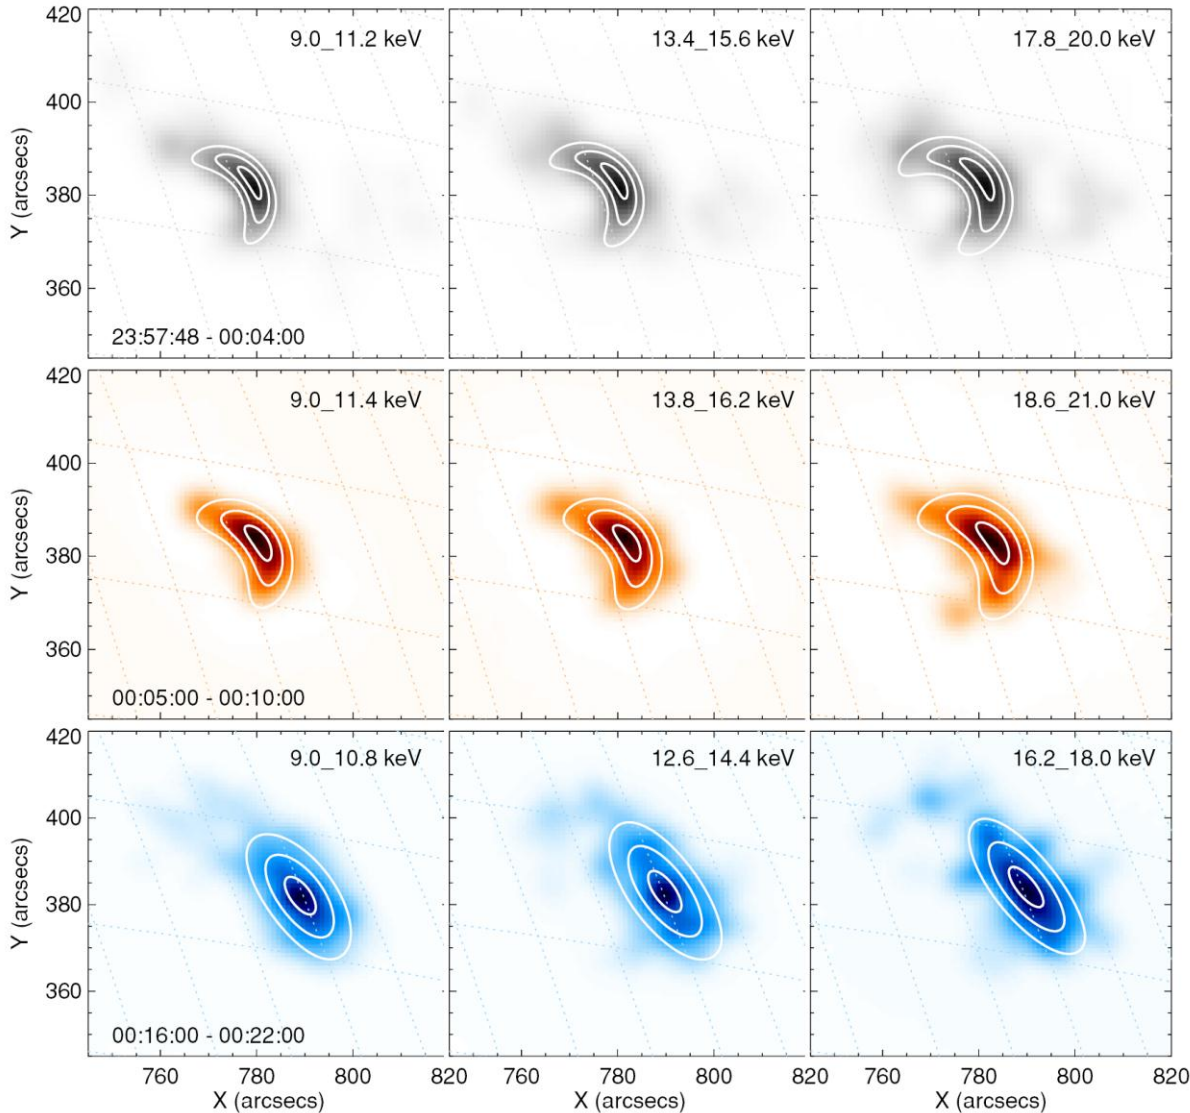 420
9.0_11.2 keV
13.4_15.6 keV
17.8_20.0 keV
400
Y (arcsecs)
380
360
23:57:48 - 00:04:00
420
9.0_11.4 keV
13.8_16.2 keV
18.6_21.0 keV
400
Y (arcsecs)
380
360
00:05:00 - 00:10:00
420
9.0_10.8 keV
12.6_14.4 keV
16.2_18.0 keV
400
Y (arcsecs)
380
360
00:16:00 - 00:22:00
760 780 800 820 760 780 800 820 760 780 800 820
X (arcsecs) X (arcsecs) X (arcsecs)